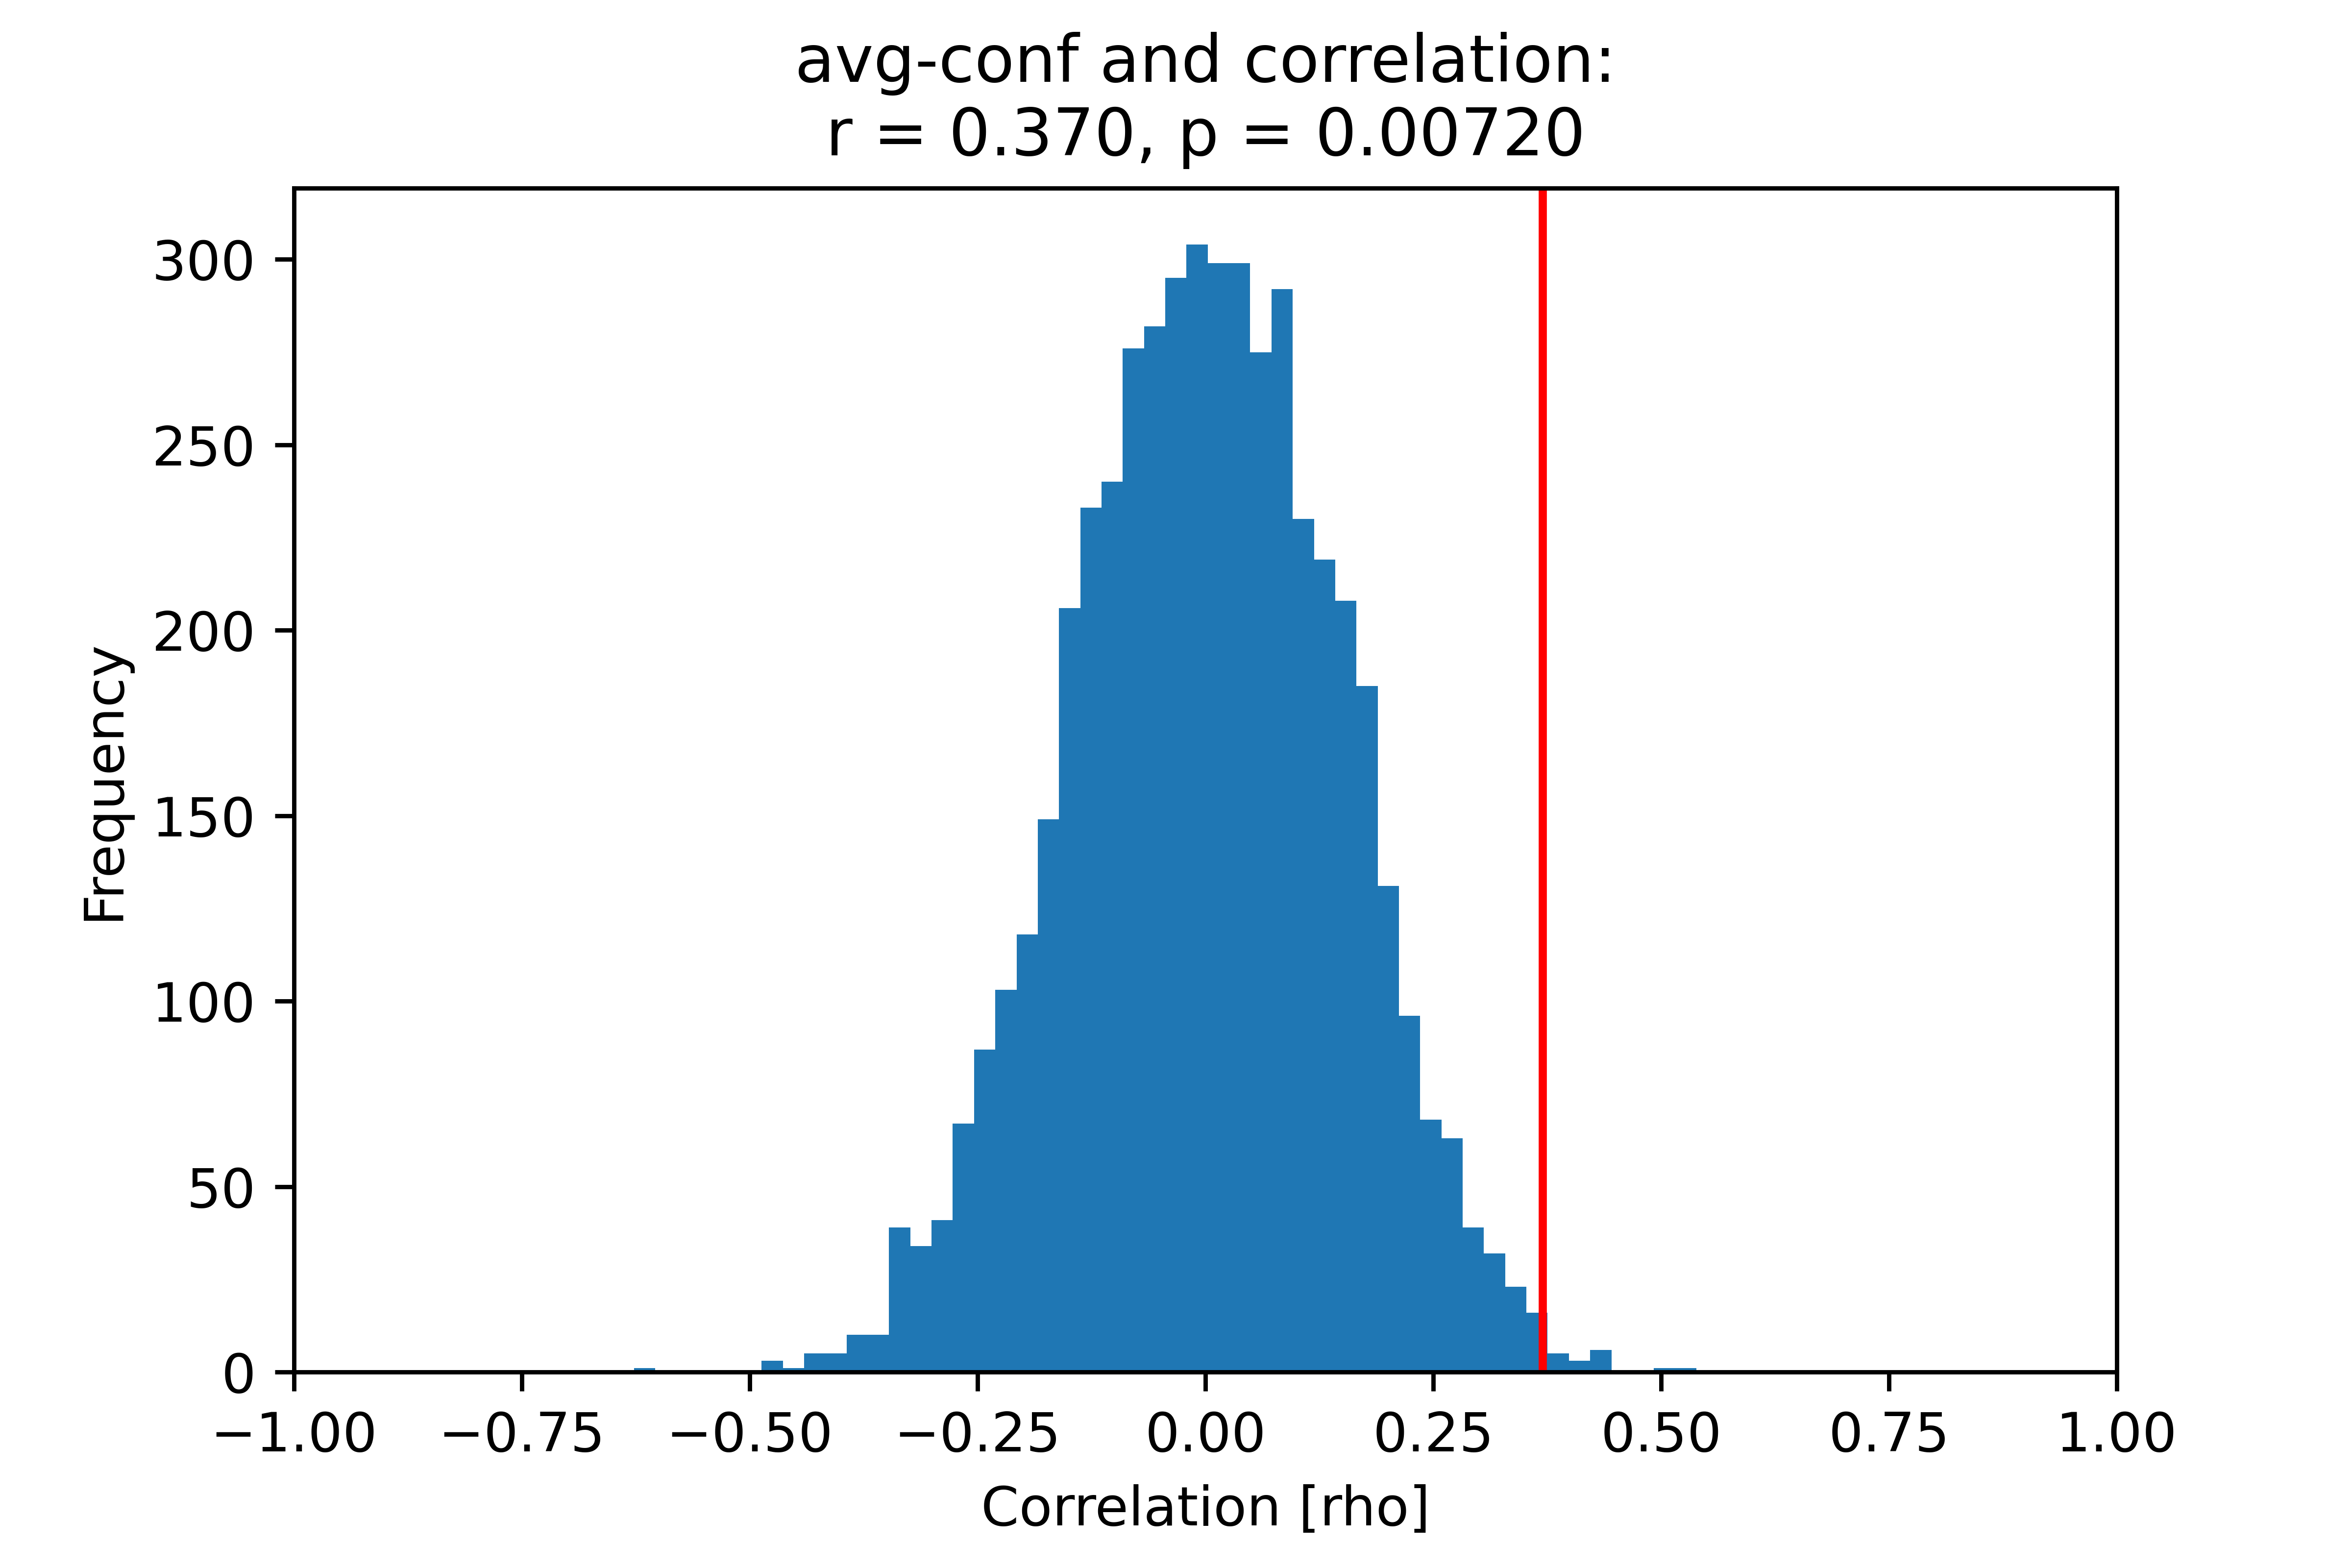 avg-conf and correlation:
r = 0.370, p = 0.00720
Frequency
300
250
200
150
100
50
0
−1.00 −0.75 −0.50 −0.25 0.00 0.25 0.50 0.75 1.00
Correlation [rho]